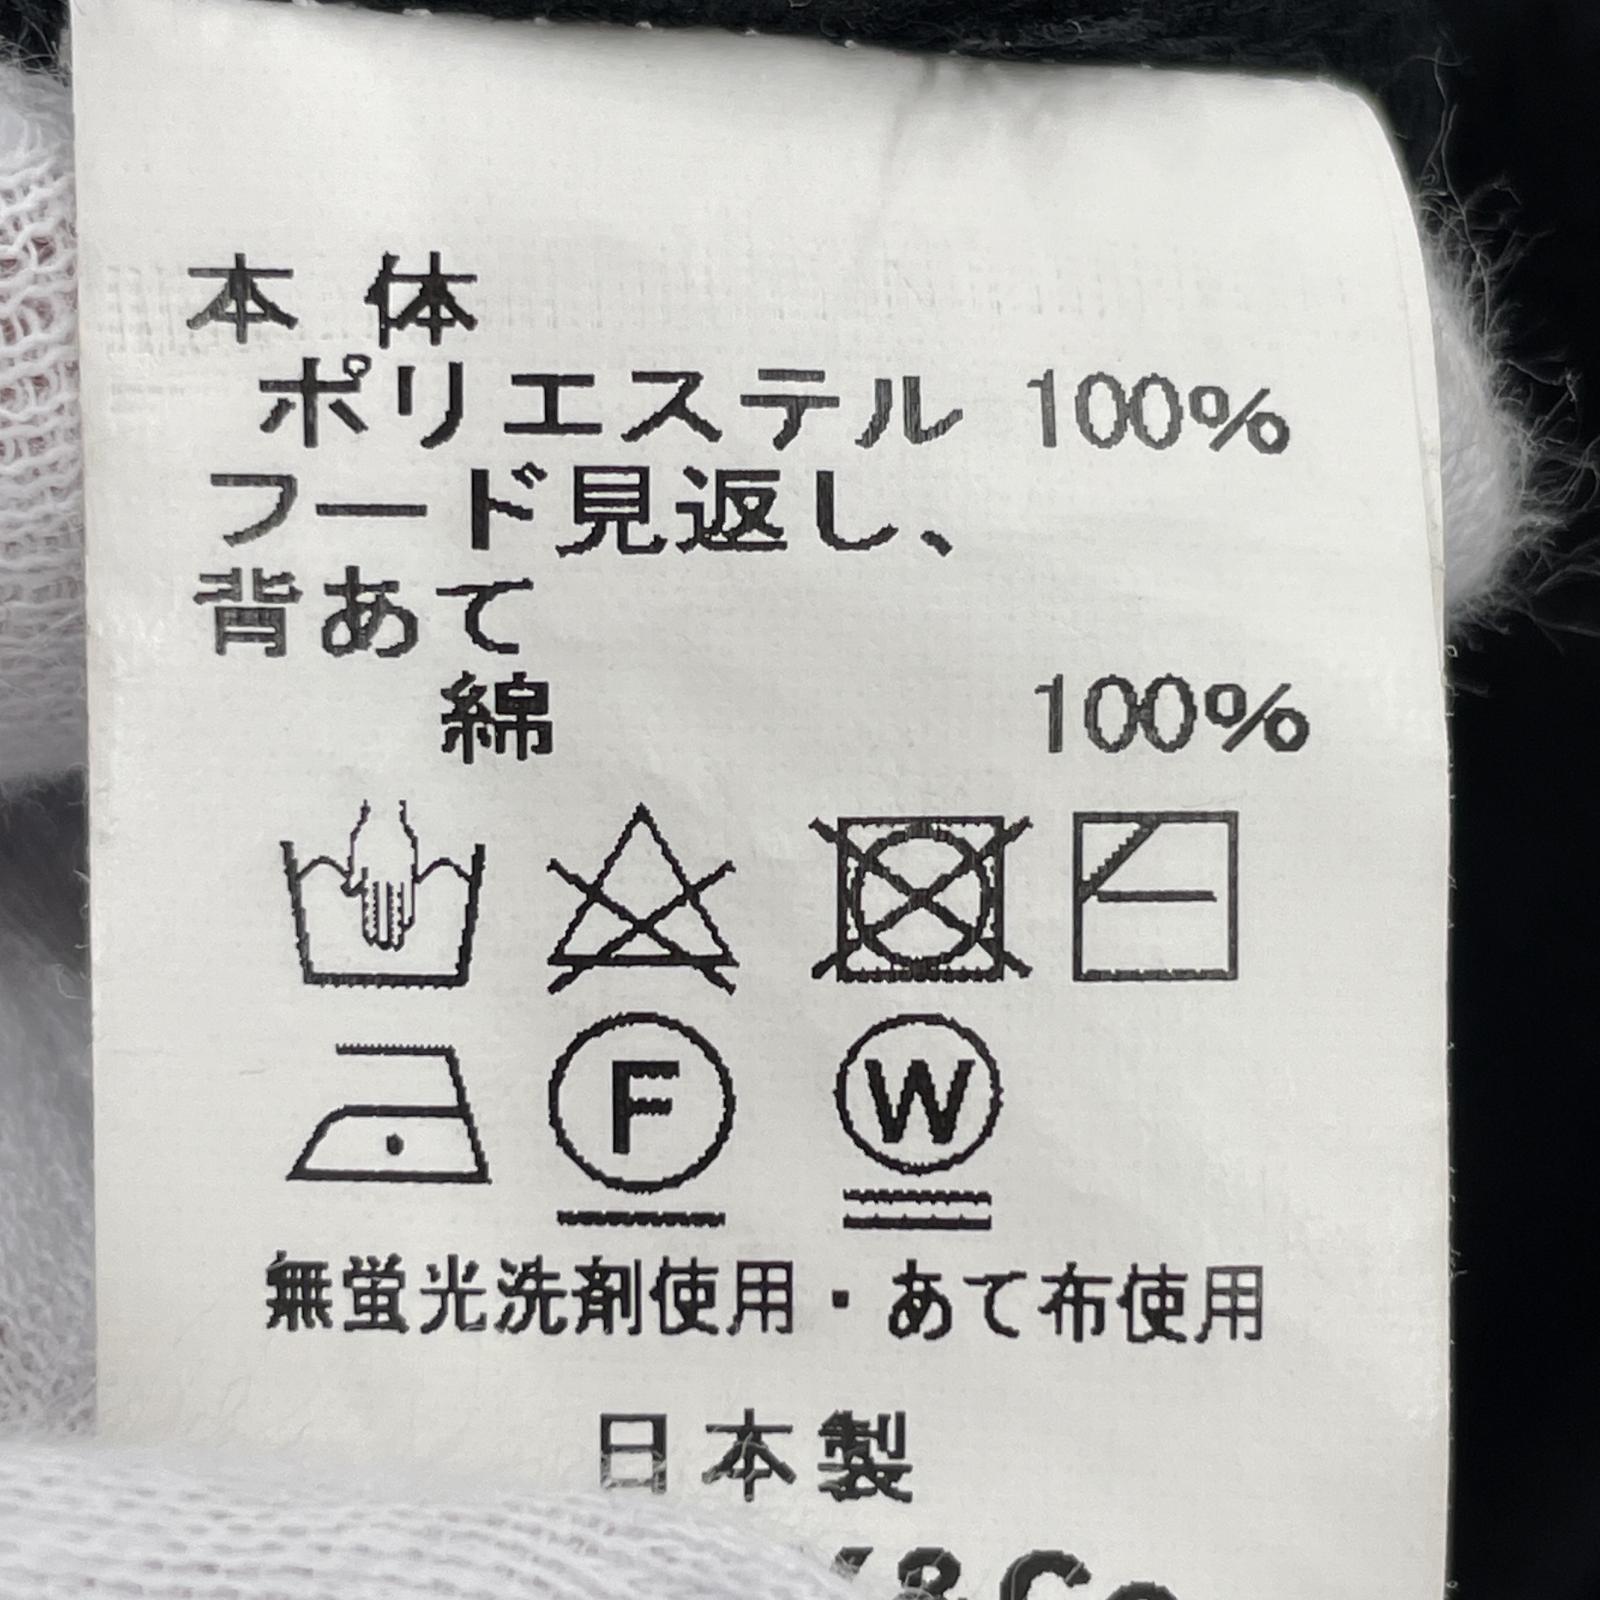 本体
ポリエステル 100%
フード見返し、
背あて
綿 100%
F W
無蛍光洗剤使用・あて布使用
日本製
&Co